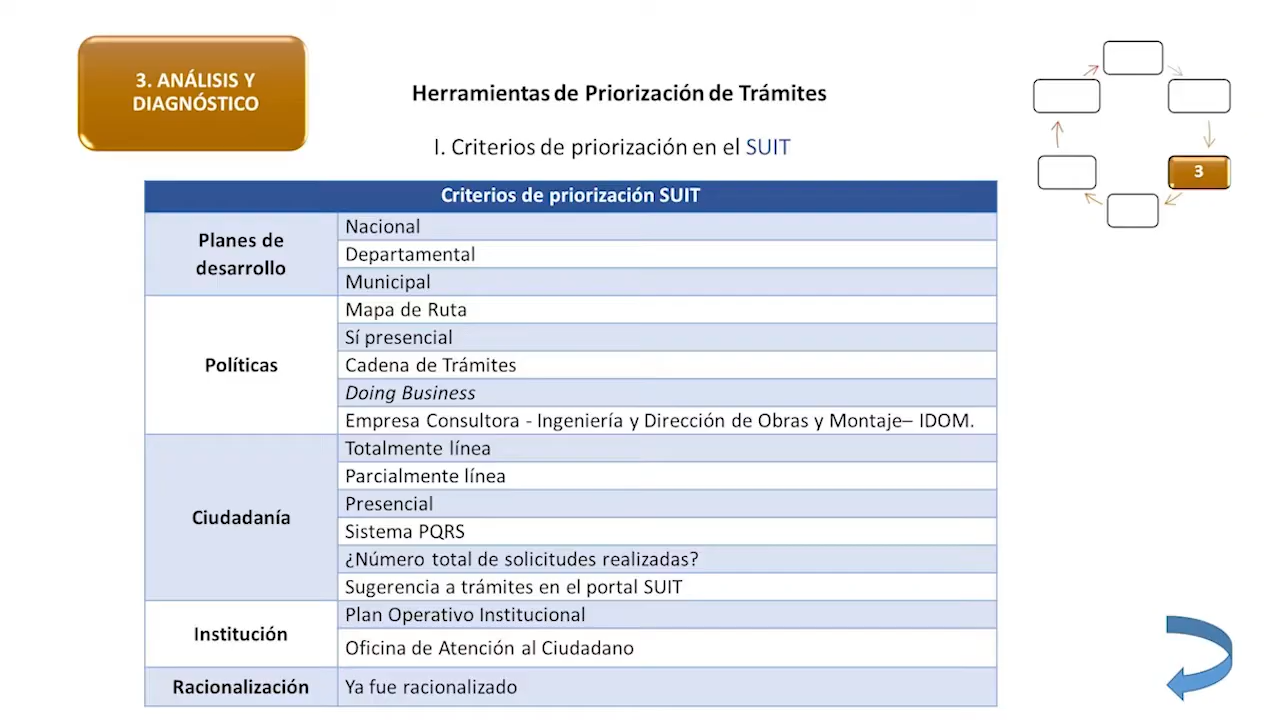 3. ANÁLISIS Y
DIAGNÓSTICO
Herramientas de Priorización de Trámites
I. Criterios de priorización en el SUIT
3
Criterios de priorización SUIT
Planes de
desarrollo
Nacional
Departamental
Municipal
Políticas
Mapa de Ruta
Sí presencial
Cadena de Trámites
Doing Business
Empresa Consultora - Ingeniería y Dirección de Obras y Montaje– IDOM.
Ciudadanía
Totalmente línea
Parcialmente línea
Presencial
Sistema PQRS
¿Número total de solicitudes realizadas?
Sugerencia a trámites en el portal SUIT
Institución
Plan Operativo Institucional
Oficina de Atención al Ciudadano
Racionalización
Ya fue racionalizado